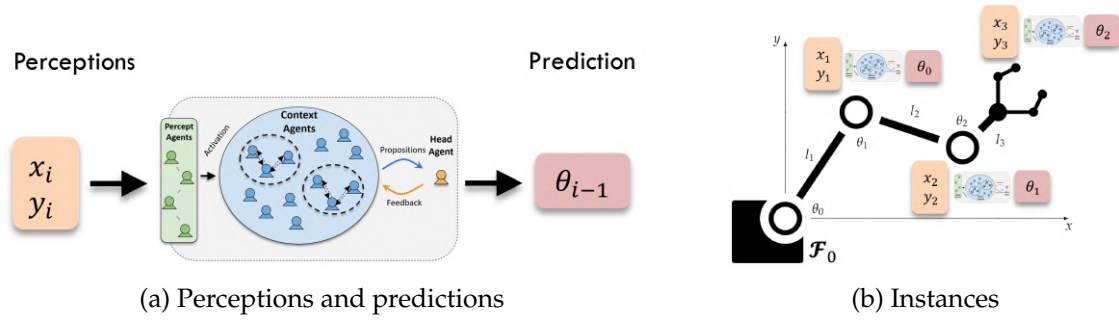 Perceptions
Prediction
x_i
y_i
Percept Agents
Activation
Context
Agents
Propositions
Feedback
Head
Agent
θ_{i-1}
(a) Perceptions and predictions
y
x_1
y_1
θ_0
x_3
y_3
θ_2
l_1
θ_1
l_2
θ_2
l_3
x_2
y_2
θ_1
θ_0
x
𝓕_0
(b) Instances